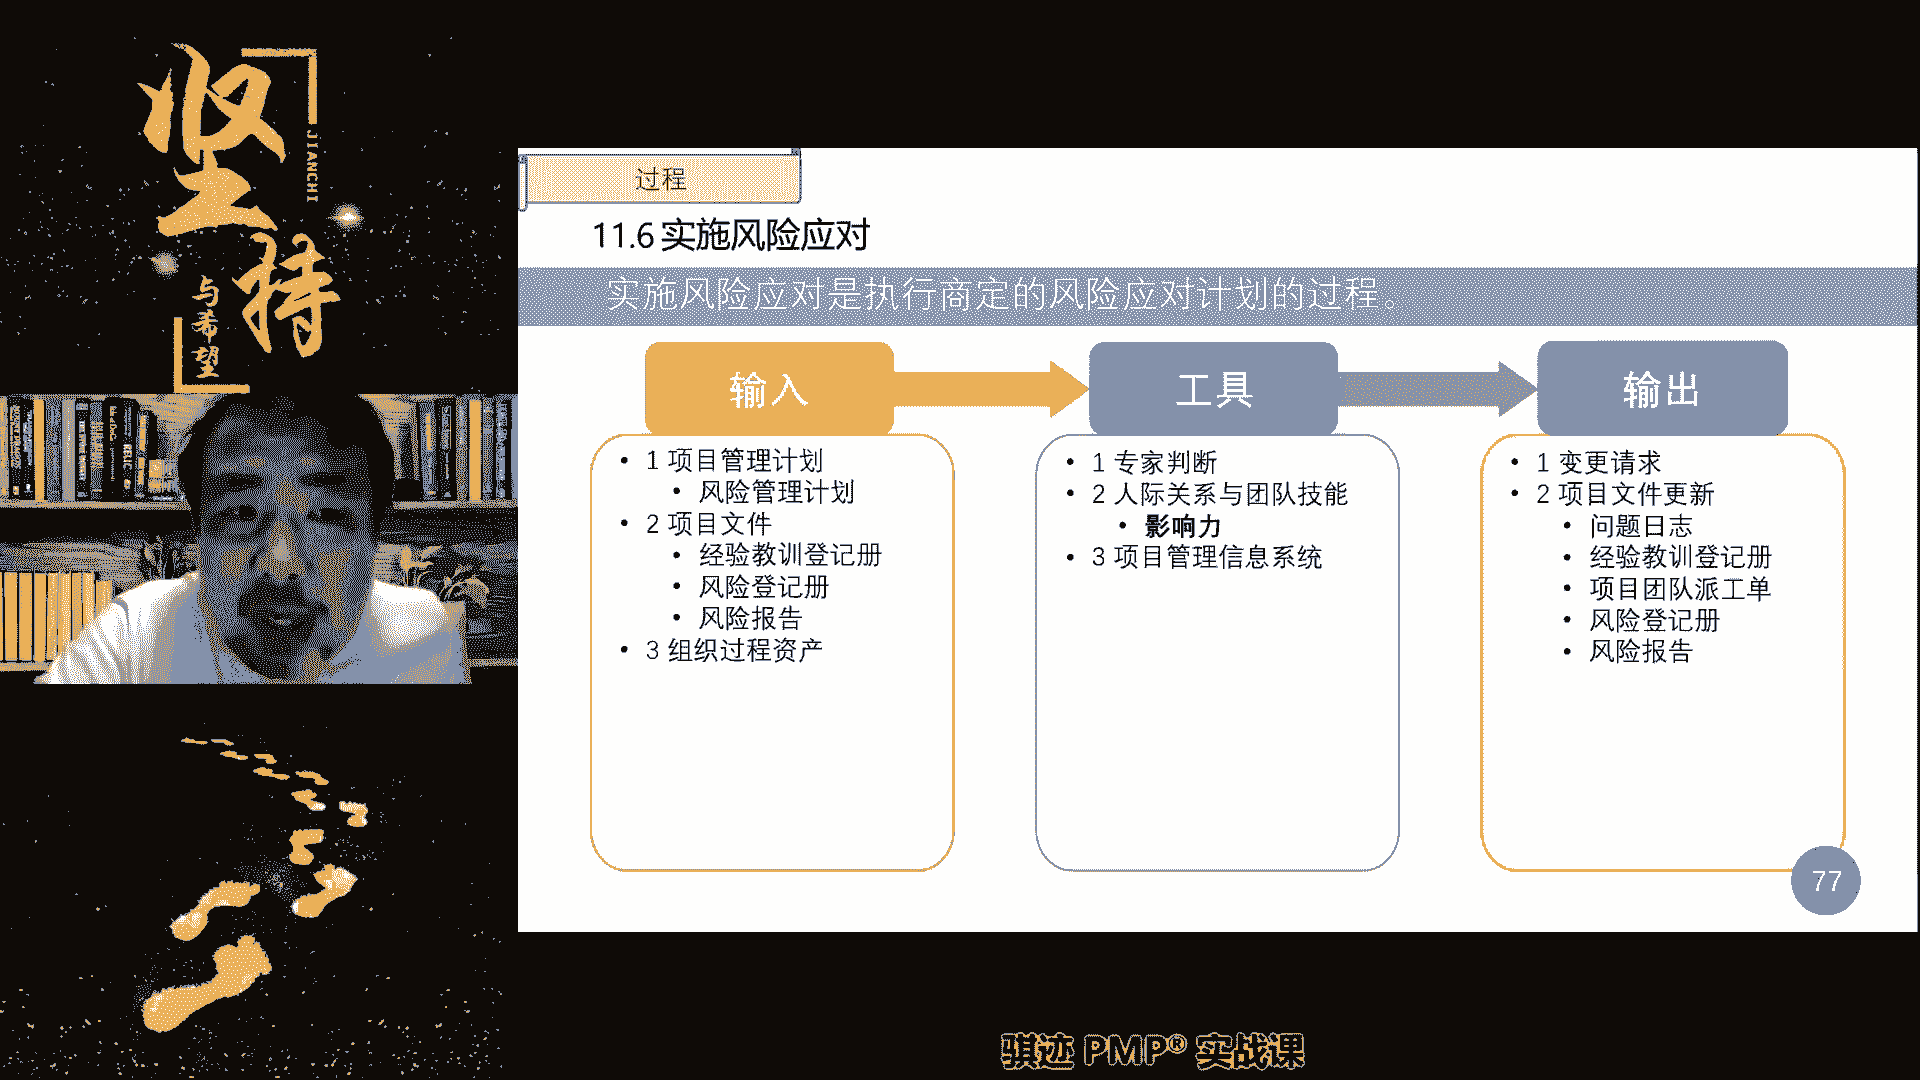 坚持
JIANCHI
与希望
过程
11.6 实施风险应对
实施风险应对是执行商定的风险应对计划的过程。
输入
• 1 项目管理计划
• 风险管理计划
• 2 项目文件
• 经验教训登记册
• 风险登记册
• 风险报告
• 3 组织过程资产
工具
• 1 专家判断
• 2 人际关系与团队技能
• 影响力
• 3 项目管理信息系统
输出
• 1 变更请求
• 2 项目文件更新
• 问题日志
• 经验教训登记册
• 项目团队派工单
• 风险登记册
• 风险报告
77
骐迹 PMP® 实战课